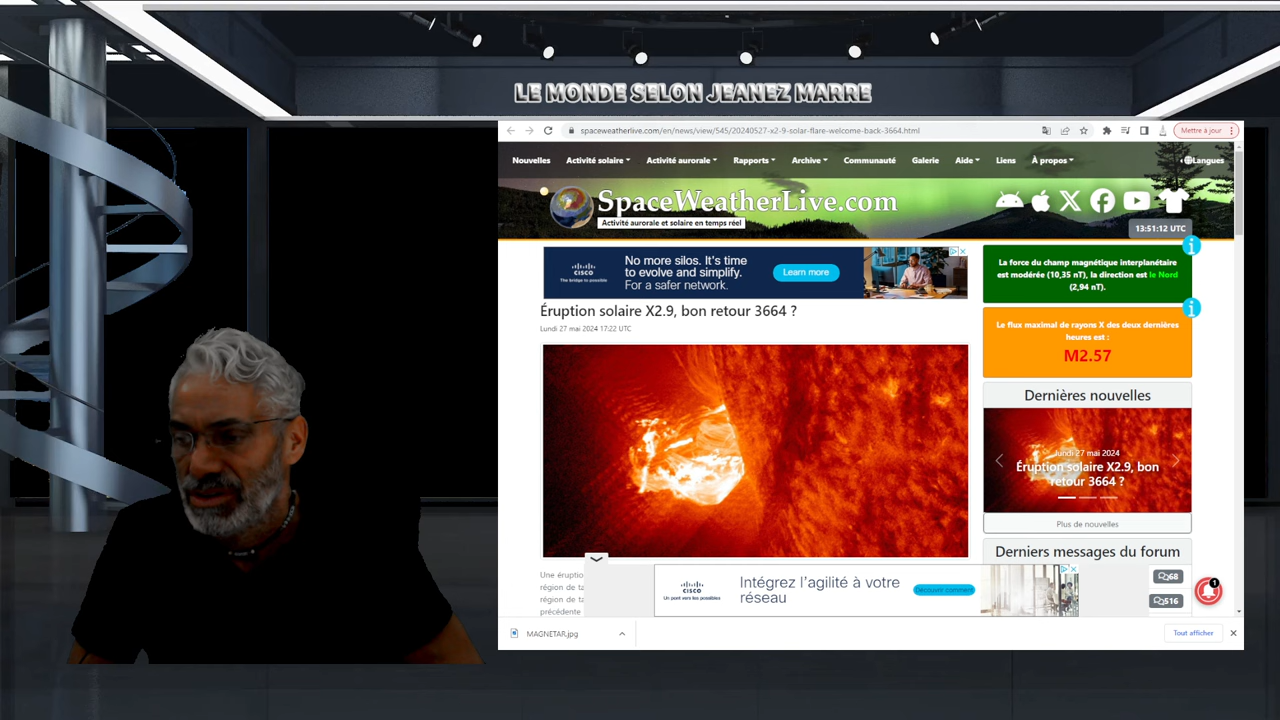 LE MONDE SELON JEANEZ MARRE
spaceweatherlive.com/en/news/view/545/20240527-x2-9-solar-flare-welcome-back-3664.html
Mettre à jour
Nouvelles Activité solaire Activité aurorale Rapports Archive Communauté Galerie Aide Liens À propos Langues
SpaceWeatherLive.com
Activité aurorale et solaire en temps réel
13:51:12 UTC
CISCO
The bridge to possible
No more silos. It's time
to evolve and simplify.
For a safer network.
Learn more
Éruption solaire X2.9, bon retour 3664 ?
Lundi 27 mai 2024 17:22 UTC
La force du champ magnétique interplanétaire
est modérée (10,35 nT), la direction est le Nord
(2,94 nT).
Le flux maximal de rayons X des deux dernières
heures est :
M2.57
Dernières nouvelles
lundi 27 mai 2024
Éruption solaire X2.9, bon
retour 3664 ?
Plus de nouvelles
Derniers messages du forum
68
516
1
Une éruptio
région de ta
région de ta
précédente
CISCO
Un pont vers les possibles
Intégrez l'agilité à votre
réseau
Découvrir comment
MAGNETAR.jpg
Tout afficher